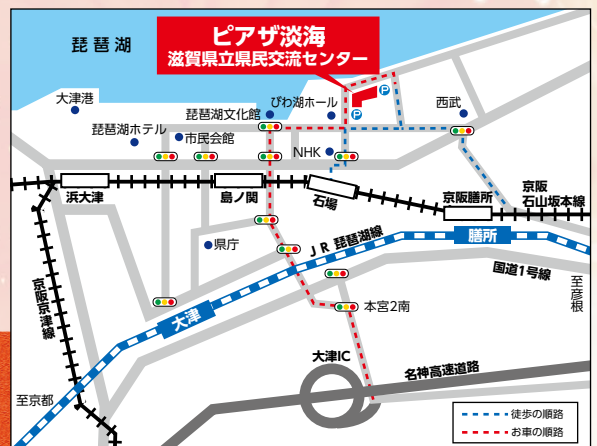 琵琶湖
ピアザ淡海
滋賀県立県民交流センター
大津港
琵琶湖文化館
びわ湖ホール
P
P
西武
琵琶湖ホテル
市民会館
NHK
浜大津
島ノ関
石場
京阪膳所
京阪
石山坂本線
県庁
JR 琵琶湖線
膳所
国道1号線
至彦根
京阪京津線
大津
本宮2南
大津IC
名神高速道路
至京都
徒歩の順路
お車の順路